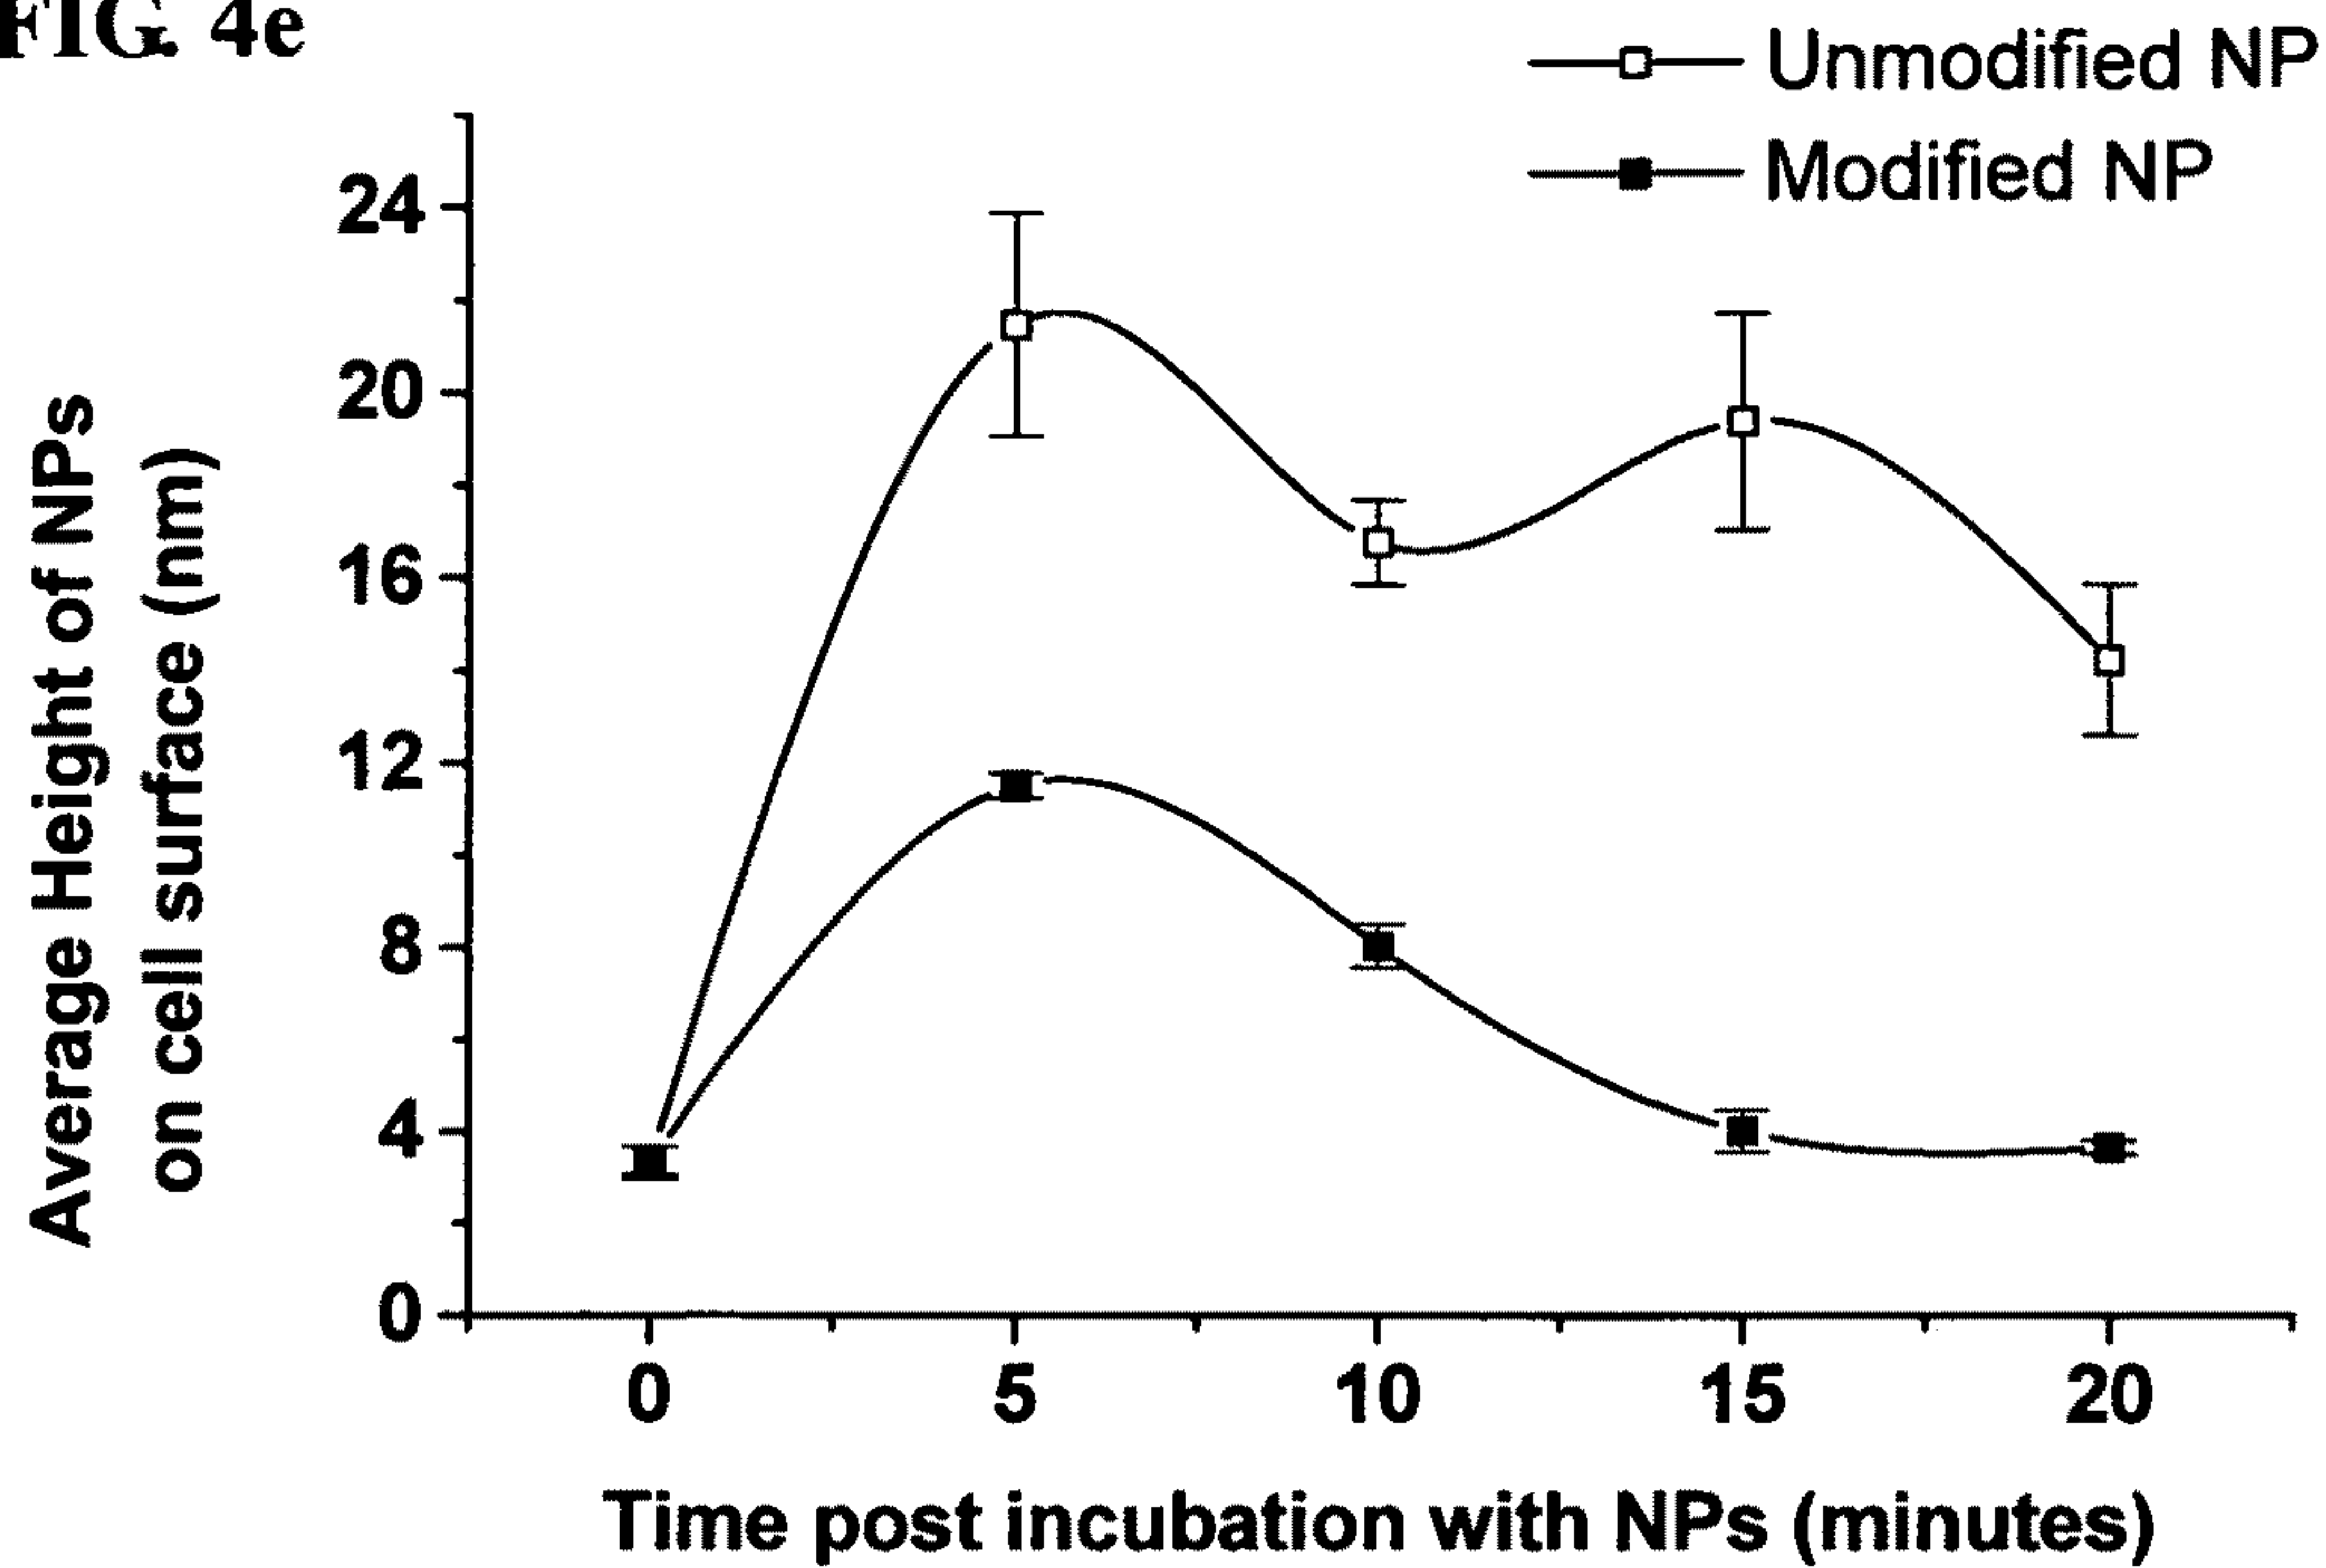 FIG. 4e
Unmodified NP
Modified NP
Average Height of NPs
on cell surface (nm)
24
20
16
12
8
4
0
0 5 10 15 20
Time post incubation with NPs (minutes)